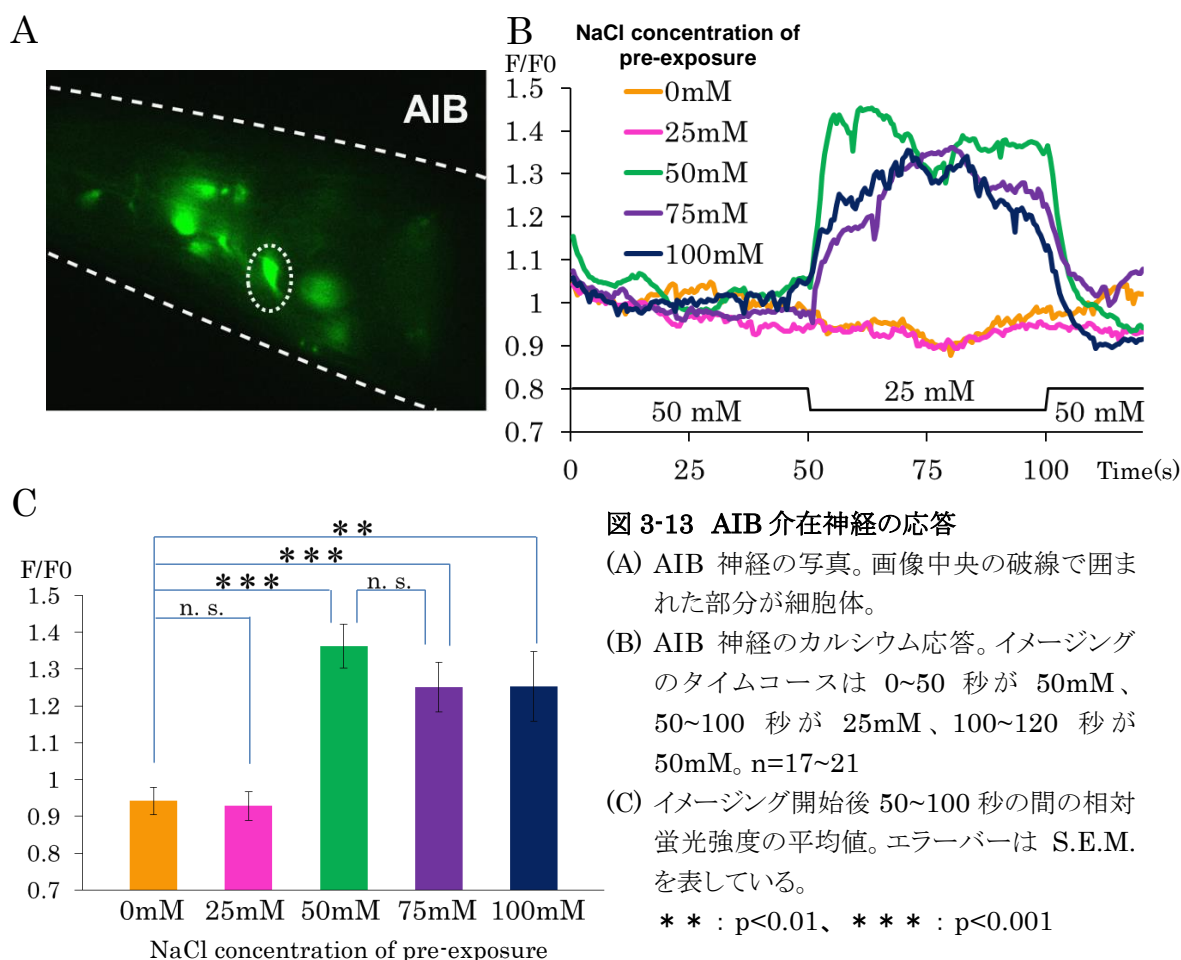 A
AIB
B
NaCl concentration of
pre-exposure
F/F0
0mM
25mM
50mM
75mM
100mM
1.5
1.4
1.3
1.2
1.1
1
0.9
0.8
0.7
50 mM
25 mM
50 mM
0
25
50
75
100
Time(s)
C
F/F0
**
***
***
n. s.
n. s.
1.5
1.4
1.3
1.2
1.1
1
0.9
0.8
0.7
0mM
25mM
50mM
75mM
100mM
NaCl concentration of pre-exposure
図 3-13 AIB 介在神経の応答
(A) AIB 神経の写真。画像中央の破線で囲ま
れた部分が細胞体。
(B) AIB 神経のカルシウム応答。イメージング
のタイムコースは 0~50 秒が 50mM、
50~100 秒が 25mM、100~120 秒が
50mM。n=17~21
(C) イメージング開始後 50~100 秒の間の相対
蛍光強度の平均値。エラーバーは S.E.M.
を表している。
**:p<0.01、***:p<0.001